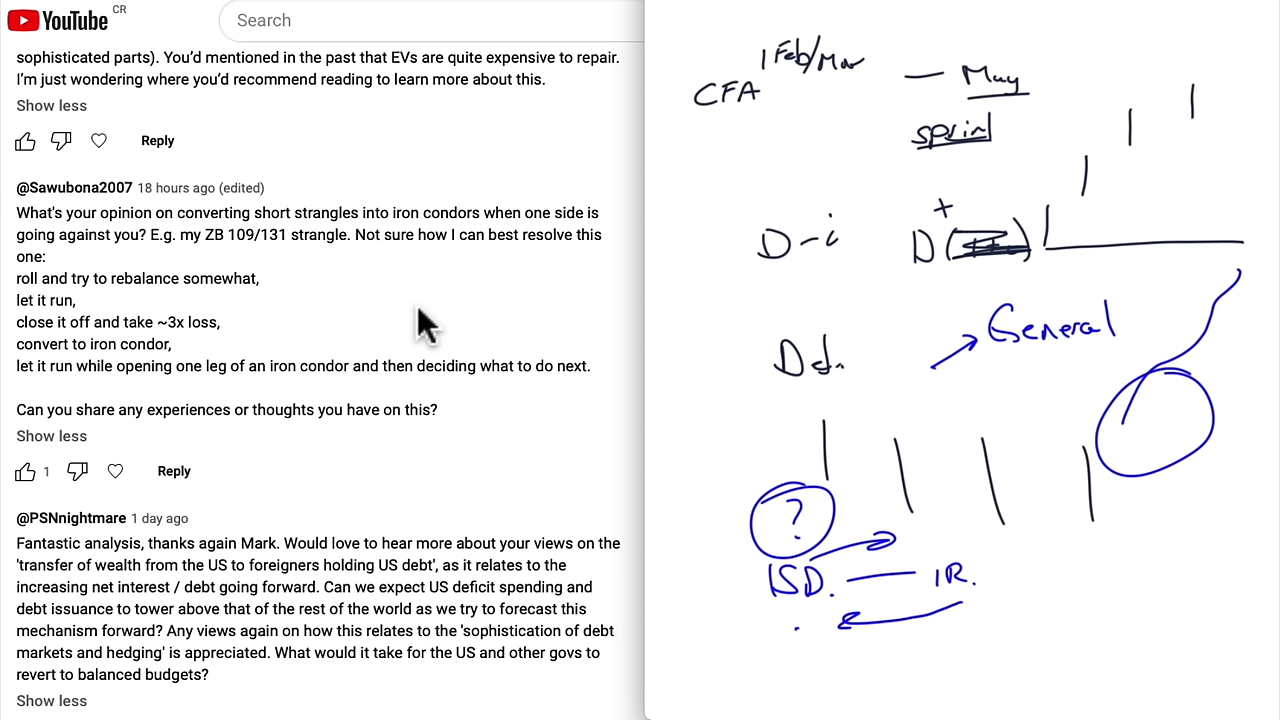 YouTube CR
Search
sophisticated parts). You’d mentioned in the past that EVs are quite expensive to repair.
I’m just wondering where you’d recommend reading to learn more about this.
Show less
Reply
@Sawubona2007 18 hours ago (edited)
What's your opinion on converting short strangles into iron condors when one side is
going against you? E.g. my ZB 109/131 strangle. Not sure how I can best resolve this
one:
roll and try to rebalance somewhat,
let it run,
close it off and take ~3x loss,
convert to iron condor,
let it run while opening one leg of an iron condor and then deciding what to do next.
Can you share any experiences or thoughts you have on this?
Show less
1 Reply
@PSNnightmare 1 day ago
Fantastic analysis, thanks again Mark. Would love to hear more about your views on the
'transfer of wealth from the US to foreigners holding US debt', as it relates to the
increasing net interest / debt going forward. Can we expect US deficit spending and
debt issuance to tower above that of the rest of the world as we try to forecast this
mechanism forward? Any views again on how this relates to the 'sophistication of debt
markets and hedging' is appreciated. What would it take for the US and other govs to
revert to balanced budgets?
Show less
CFA 1 Feb/Mar — May
D-i D( ) +
General
?
ISD. — IR.